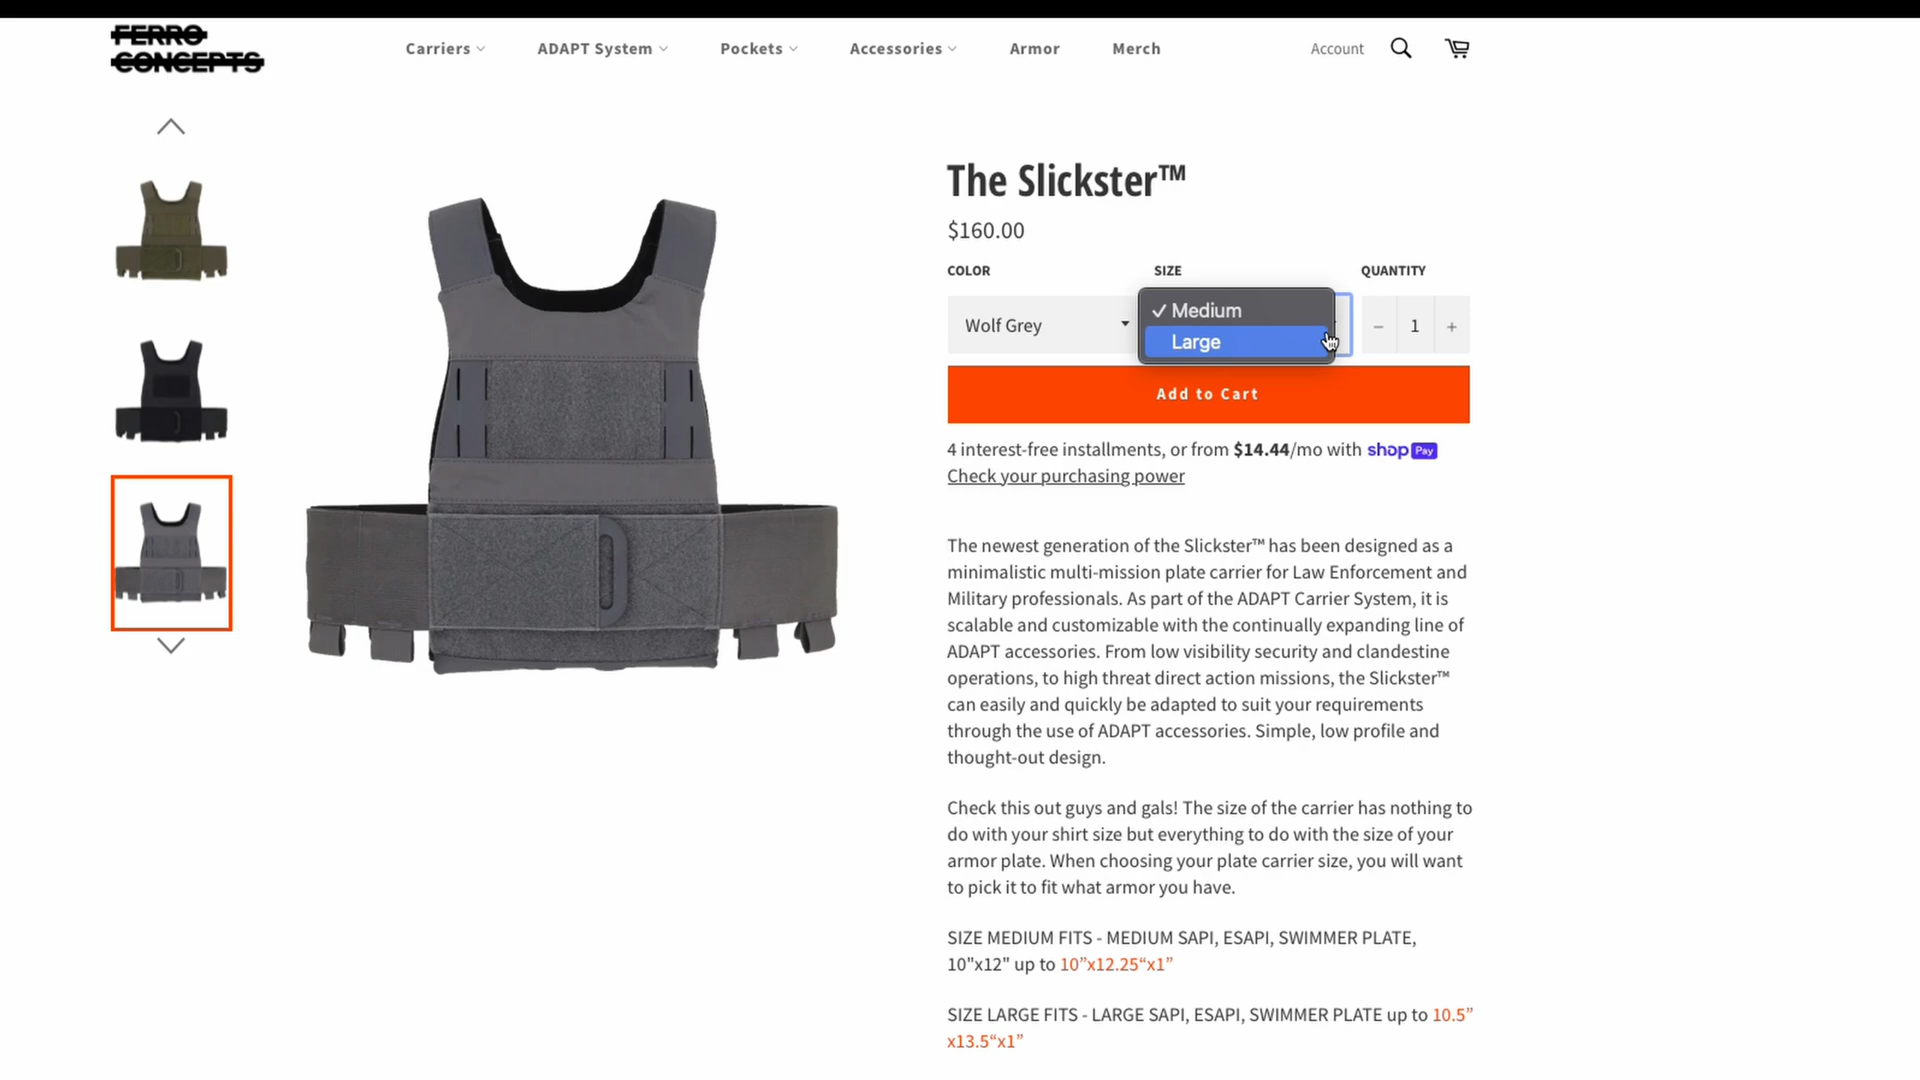 FERRO
CONCEPTS
Carriers
ADAPT System
Pockets
Accessories
Armor
Merch
Account
The Slickster™
$160.00
COLOR
SIZE
QUANTITY
Wolf Grey
✓ Medium
Large
− 1 +
Add to Cart
4 interest-free installments, or from $14.44/mo with shop Pay
Check your purchasing power
The newest generation of the Slickster™ has been designed as a
minimalistic multi-mission plate carrier for Law Enforcement and
Military professionals. As part of the ADAPT Carrier System, it is
scalable and customizable with the continually expanding line of
ADAPT accessories. From low visibility security and clandestine
operations, to high threat direct action missions, the Slickster™
can easily and quickly be adapted to suit your requirements
through the use of ADAPT accessories. Simple, low profile and
thought-out design.
Check this out guys and gals! The size of the carrier has nothing to
do with your shirt size but everything to do with the size of your
armor plate. When choosing your plate carrier size, you will want
to pick it to fit what armor you have.
SIZE MEDIUM FITS - MEDIUM SAPI, ESAPI, SWIMMER PLATE,
10"x12" up to 10”x12.25“x1”
SIZE LARGE FITS - LARGE SAPI, ESAPI, SWIMMER PLATE up to 10.5”
x13.5“x1”